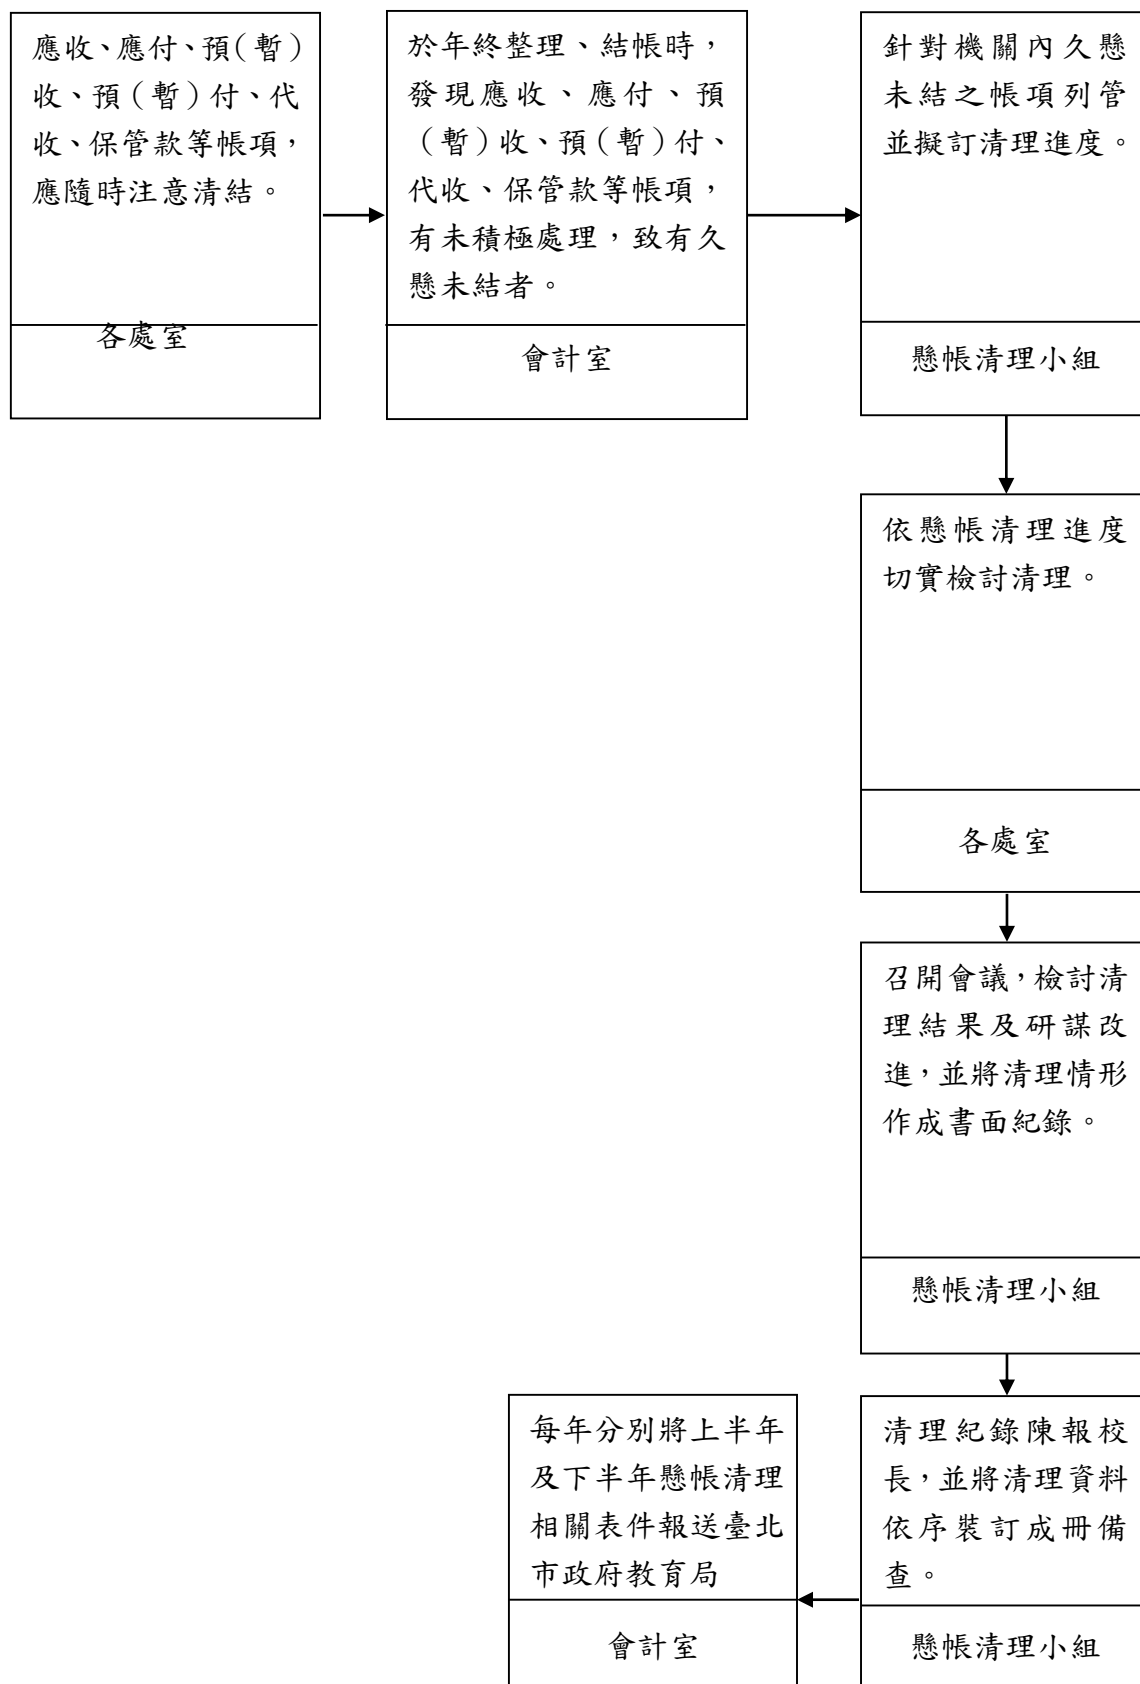 應收、應付、預(暫)
收、預（暫）付、代
收、保管款等帳項，
應隨時注意清結。
各處室
於年終整理、結帳時，
發現應收、應付、預
（暫）收、預（暫）付、
代收、保管款等帳項，
有未積極處理，致有久
懸未結者。
會計室
針對機關內久懸
未結之帳項列管
並擬訂清理進度。
懸帳清理小組
依懸帳清理進度
切實檢討清理。
各處室
召開會議，檢討清
理結果及研謀改
進，並將清理情形
作成書面紀錄。
懸帳清理小組
清理紀錄陳報校
長，並將清理資料
依序裝訂成冊備
查。
懸帳清理小組
每年分別將上半年
及下半年懸帳清理
相關表件報送臺北
市政府教育局
會計室